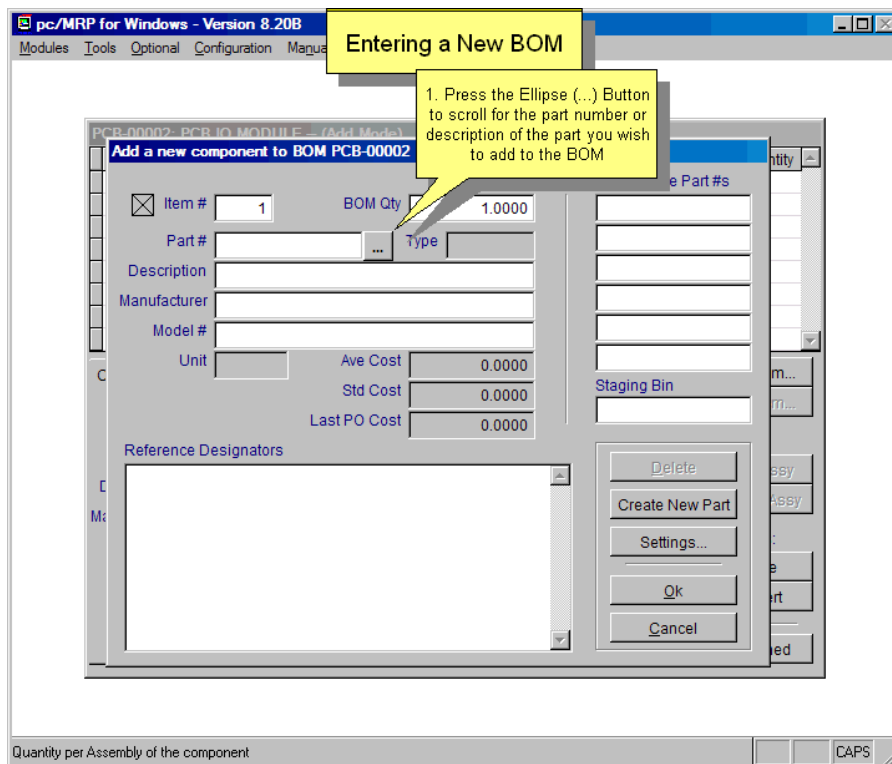 pc/MRP for Windows - Version 8.20B
Modules Tools Optional Configuration Manua
Entering a New BOM
1. Press the Ellipse (...) Button
to scroll for the part number or
description of the part you wish
to add to the BOM
PCB-00002: PCB IO MODULE -- (Add Mode)
Add a new component to BOM PCB-00002
ntity
e Part #s
Item # 1 BOM Qty 1.0000
Part # ... Type
Description
Manufacturer
Model #
Unit Ave Cost 0.0000
Std Cost 0.0000
Last PO Cost 0.0000
Staging Bin
Reference Designators
Delete
Create New Part
Settings...
Ok
Cancel
C
D
Ma
m...
m...
ssy
Assy
:
e
rt
ed
Quantity per Assembly of the component
CAPS